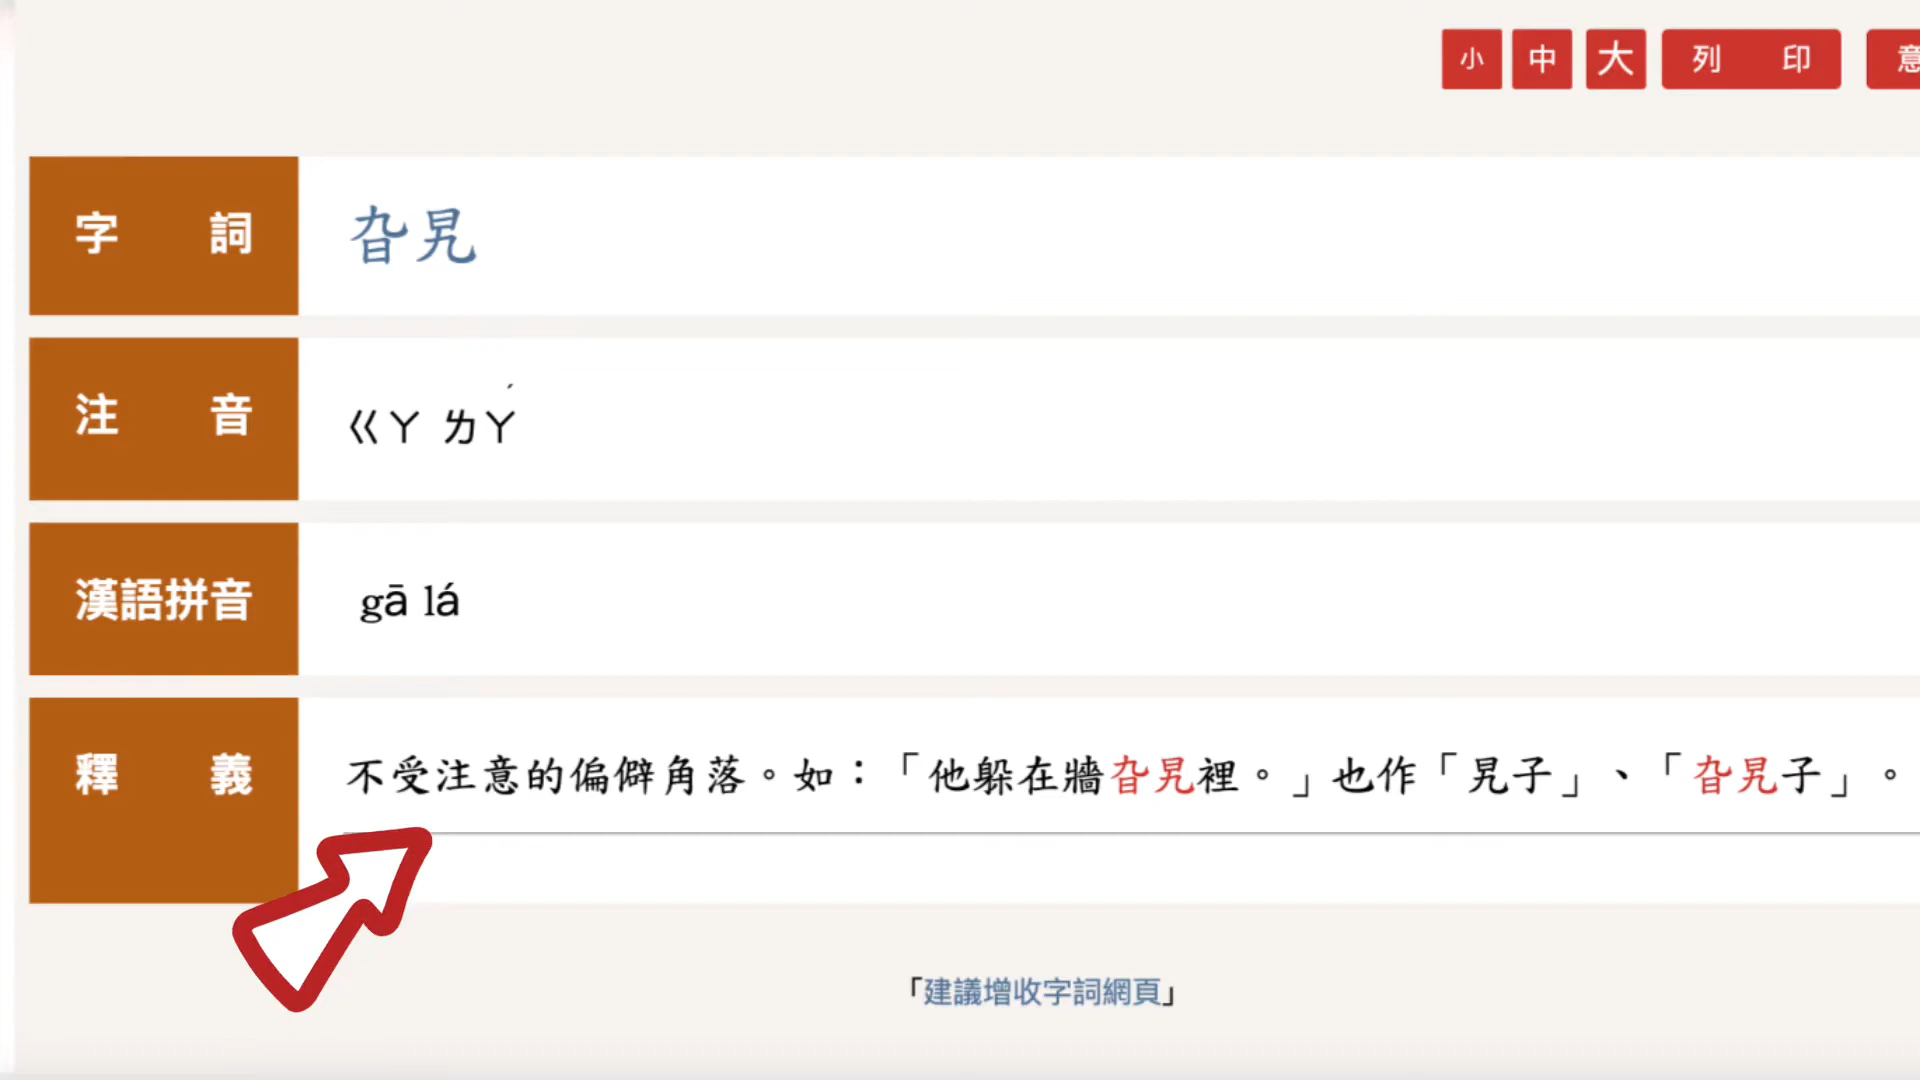 小 中 大 列 印 意
字 詞 旮旯
注 音 ㄍㄚ ㄌㄚˊ
漢語拼音 gā lá
釋 義 不受注意的偏僻角落。如：「他躲在牆旮旯裡。」也作「旯子」、「旮旯子」。
「建議增收字詞網頁」